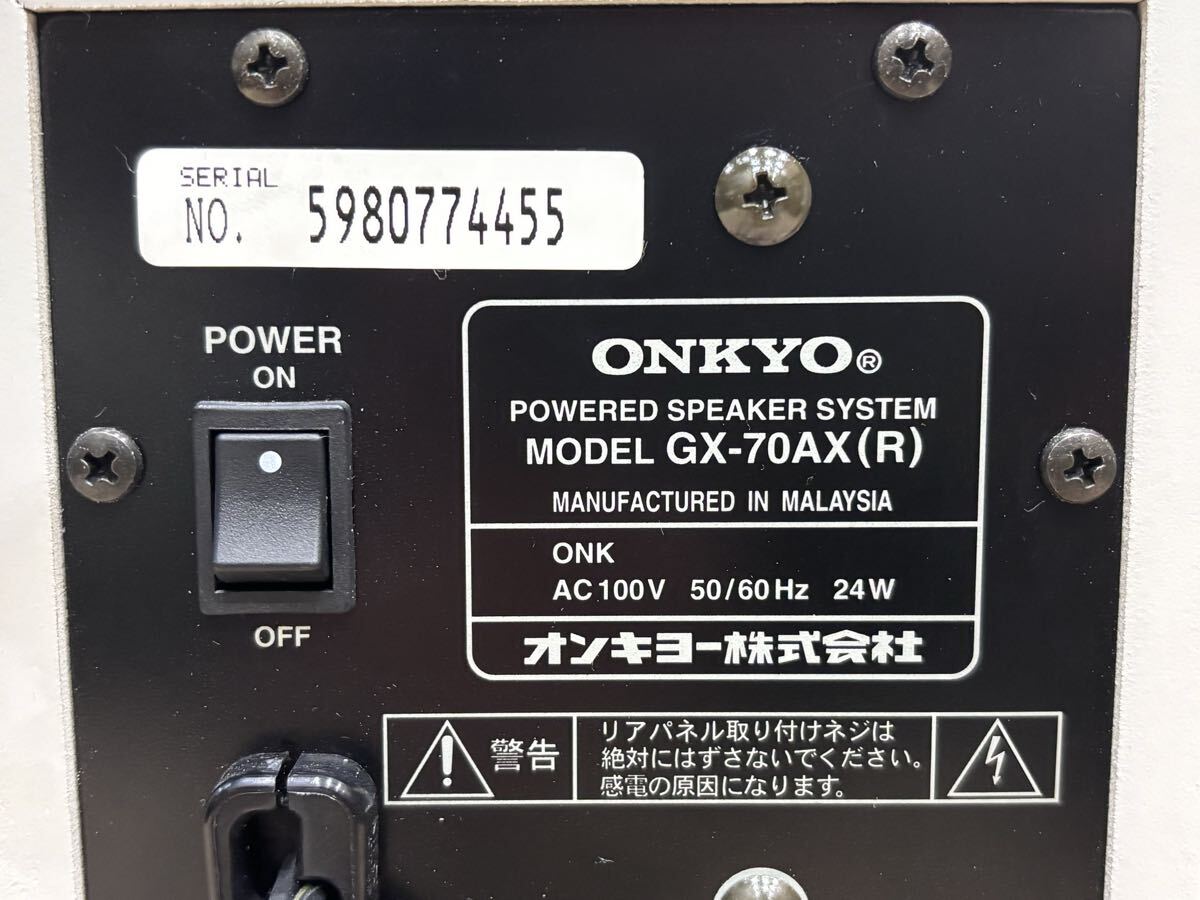 SERIAL
NO. 5980774455
POWER
ON
OFF
ONKYO®
POWERED SPEAKER SYSTEM
MODEL GX-70AX(R)
MANUFACTURED IN MALAYSIA
ONK
AC100V 50/60Hz 24W
オンキヨー株式会社
警告
リアパネル取り付けネジは
絶対にはずさないでください。
感電の原因になります。